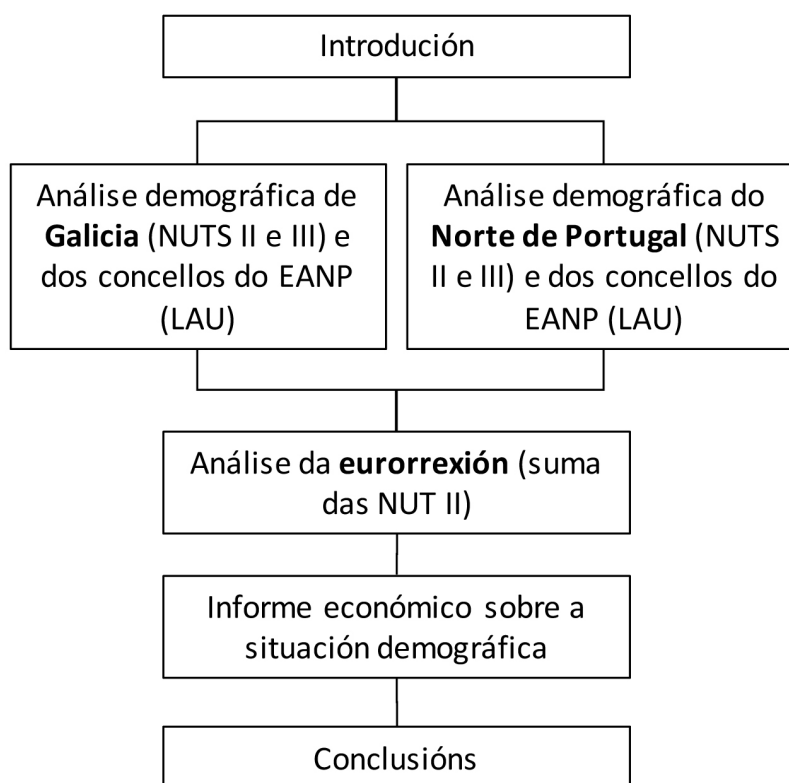 Introdución
Análise demográfica de
Galicia (NUTS II e III) e
dos concellos do EANP
(LAU)
Análise demográfica do
Norte de Portugal (NUTS
II e III) e dos concellos do
EANP (LAU)
Análise da eurorrexión (suma
das NUT II)
Informe económico sobre a
situación demográfica
Conclusións